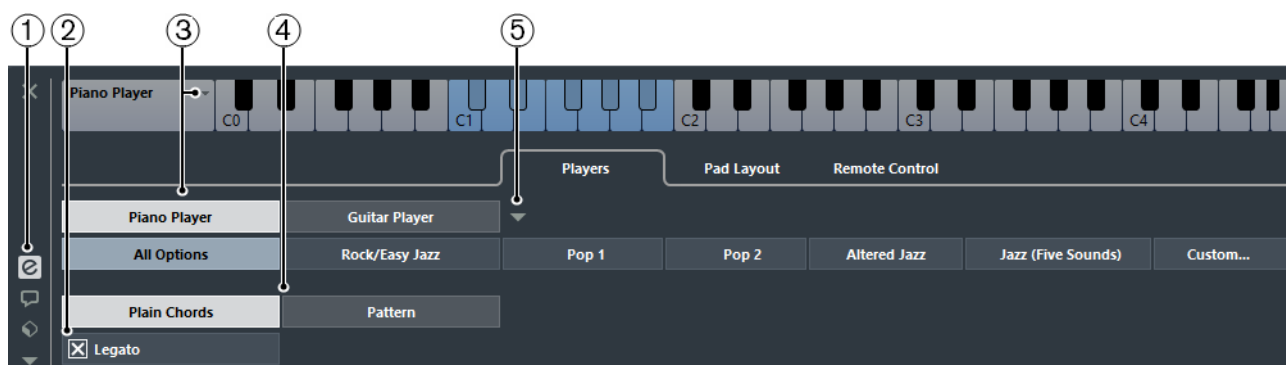 ① ② ③ ④ ⑤
Piano Player
C0 C1 C2 C3 C4
Players Pad Layout Remote Control
Piano Player Guitar Player
All Options Rock/Easy Jazz Pop 1 Pop 2 Altered Jazz Jazz (Five Sounds) Custom...
Plain Chords Pattern
Legato